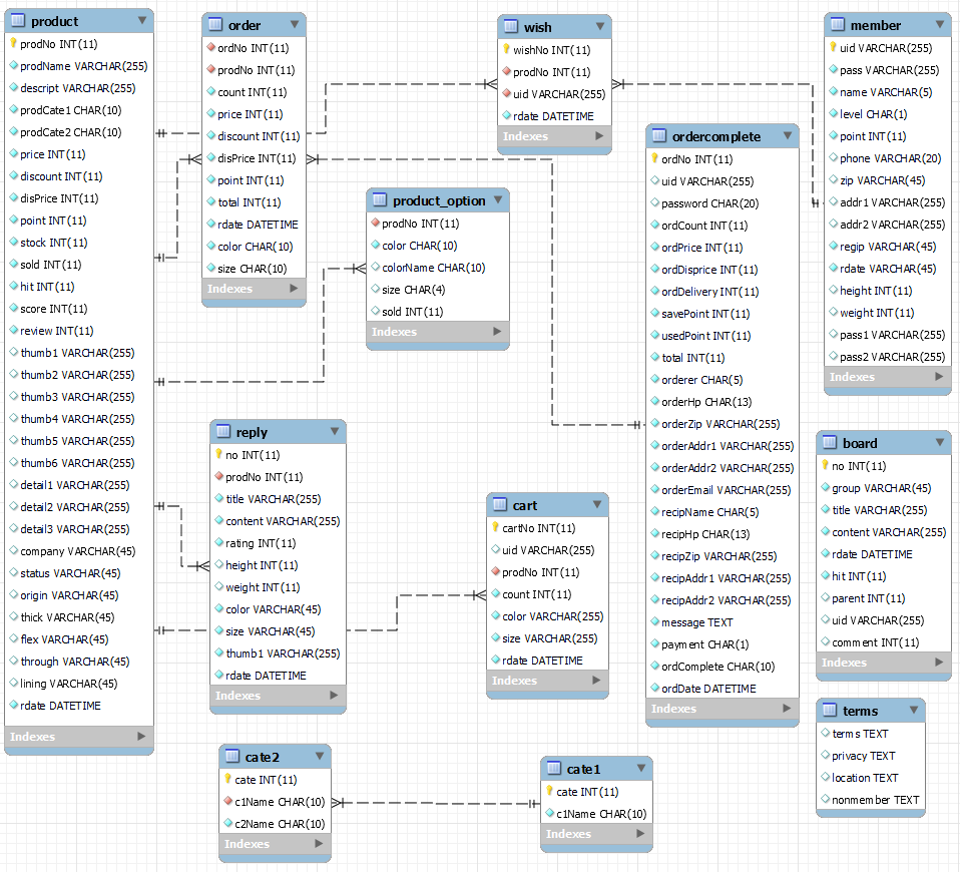 product
prodNo INT(11)
prodName VARCHAR(255)
descript VARCHAR(255)
prodCate1 CHAR(10)
prodCate2 CHAR(10)
price INT(11)
discount INT(11)
disPrice INT(11)
point INT(11)
stock INT(11)
sold INT(11)
hit INT(11)
score INT(11)
review INT(11)
thumb1 VARCHAR(255)
thumb2 VARCHAR(255)
thumb3 VARCHAR(255)
thumb4 VARCHAR(255)
thumb5 VARCHAR(255)
thumb6 VARCHAR(255)
detail1 VARCHAR(255)
detail2 VARCHAR(255)
detail3 VARCHAR(255)
company VARCHAR(45)
status VARCHAR(45)
origin VARCHAR(45)
thick VARCHAR(45)
flex VARCHAR(45)
through VARCHAR(45)
lining VARCHAR(45)
rdate DATETIME
Indexes
order
ordNo INT(11)
prodNo INT(11)
count INT(11)
price INT(11)
discount INT(11)
disPrice INT(11)
point INT(11)
total INT(11)
rdate DATETIME
color CHAR(10)
size CHAR(10)
Indexes
wish
wishNo INT(11)
prodNo INT(11)
uid VARCHAR(255)
rdate DATETIME
Indexes
member
uid VARCHAR(255)
pass VARCHAR(255)
name VARCHAR(5)
level CHAR(1)
point INT(11)
phone VARCHAR(20)
zip VARCHAR(45)
addr1 VARCHAR(255)
addr2 VARCHAR(255)
regip VARCHAR(45)
rdate VARCHAR(45)
height INT(11)
weight INT(11)
pass1 VARCHAR(255)
pass2 VARCHAR(255)
Indexes
product_option
prodNo INT(11)
color CHAR(10)
colorName CHAR(10)
size CHAR(4)
sold INT(11)
Indexes
ordercomplete
ordNo INT(11)
uid VARCHAR(255)
password CHAR(20)
ordCount INT(11)
ordPrice INT(11)
ordDisprice INT(11)
ordDelivery INT(11)
savePoint INT(11)
usedPoint INT(11)
total INT(11)
orderer CHAR(5)
orderHp CHAR(13)
orderZip VARCHAR(255)
orderAddr1 VARCHAR(255)
orderAddr2 VARCHAR(255)
orderEmail VARCHAR(255)
recipName CHAR(5)
recipHp CHAR(13)
recipZip VARCHAR(255)
recipAddr1 VARCHAR(255)
recipAddr2 VARCHAR(255)
message TEXT
payment CHAR(1)
ordComplete CHAR(10)
ordDate DATETIME
Indexes
reply
no INT(11)
prodNo INT(11)
title VARCHAR(255)
content VARCHAR(255)
rating INT(11)
height INT(11)
weight INT(11)
color VARCHAR(45)
size VARCHAR(45)
thumb1 VARCHAR(255)
rdate DATETIME
Indexes
cart
cartNo INT(11)
uid VARCHAR(255)
prodNo INT(11)
count INT(11)
color VARCHAR(255)
size VARCHAR(255)
rdate DATETIME
Indexes
board
no INT(11)
group VARCHAR(45)
title VARCHAR(255)
content VARCHAR(255)
rdate DATETIME
hit INT(11)
parent INT(11)
uid VARCHAR(255)
comment INT(11)
Indexes
terms
terms TEXT
privacy TEXT
location TEXT
nonmember TEXT
cate2
cate INT(11)
c1Name CHAR(10)
c2Name CHAR(10)
Indexes
cate1
cate INT(11)
c1Name CHAR(10)
Indexes